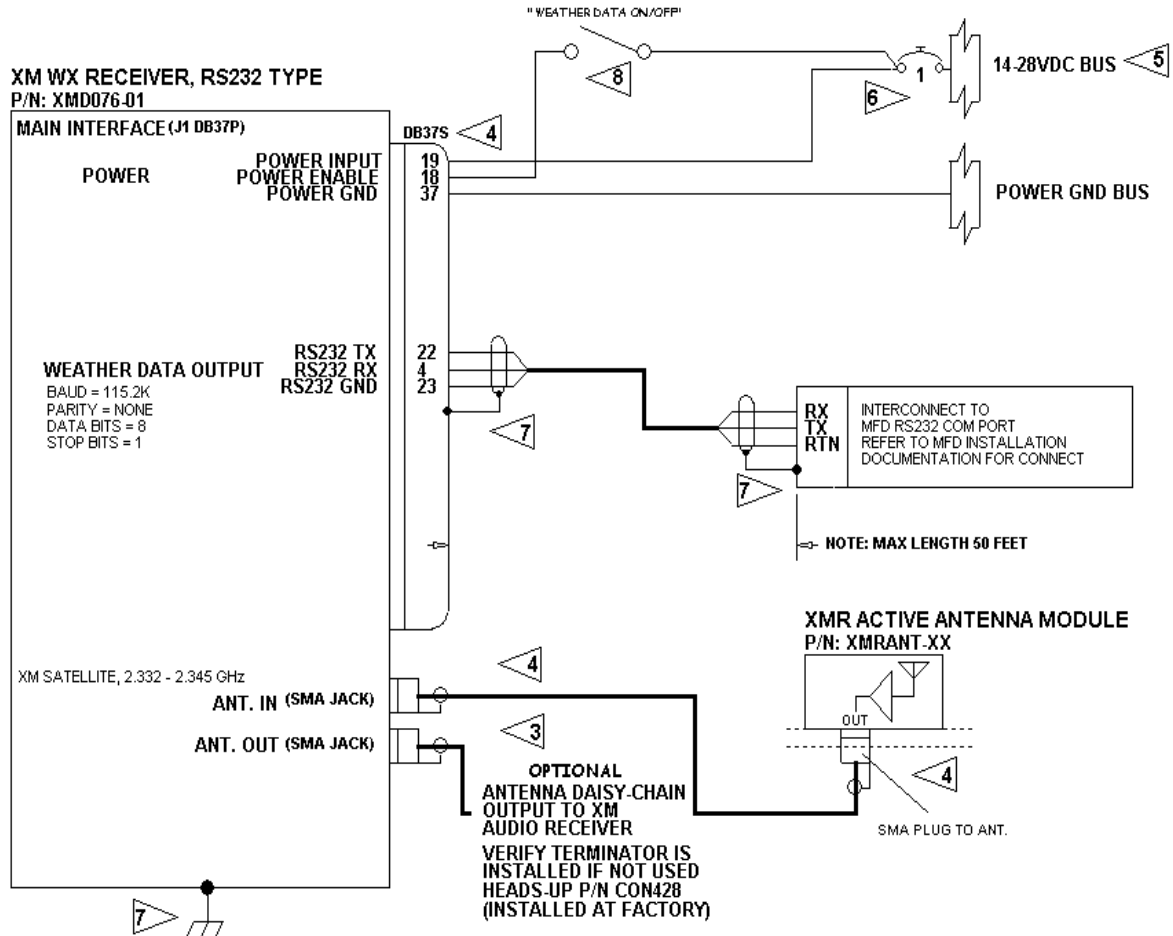 "WEATHER DATA ON/OFF"
8
6
1
14-28VDC BUS
5
XM WX RECEIVER, RS232 TYPE
P/N: XMD076-01
MAIN INTERFACE (J1 DB37P)
DB37S
4
POWER
POWER INPUT
19
POWER ENABLE
18
POWER GND
37
POWER GND BUS
WEATHER DATA OUTPUT
BAUD = 115.2K
PARITY = NONE
DATA BITS = 8
STOP BITS = 1
RS232 TX
22
RS232 RX
4
RS232 GND
23
7
RX
TX
RTN
INTERCONNECT TO
MFD RS232 COM PORT
REFER TO MFD INSTALLATION
DOCUMENTATION FOR CONNECT
7
NOTE: MAX LENGTH 50 FEET
XMR ACTIVE ANTENNA MODULE
P/N: XMRANT-XX
OUT
4
SMA PLUG TO ANT.
XM SATELLITE, 2.332 - 2.345 GHz
4
ANT. IN (SMA JACK)
3
ANT. OUT (SMA JACK)
OPTIONAL
ANTENNA DAISY-CHAIN
OUTPUT TO XM
AUDIO RECEIVER
VERIFY TERMINATOR IS
INSTALLED IF NOT USED
HEADS-UP P/N CON428
(INSTALLED AT FACTORY)
7